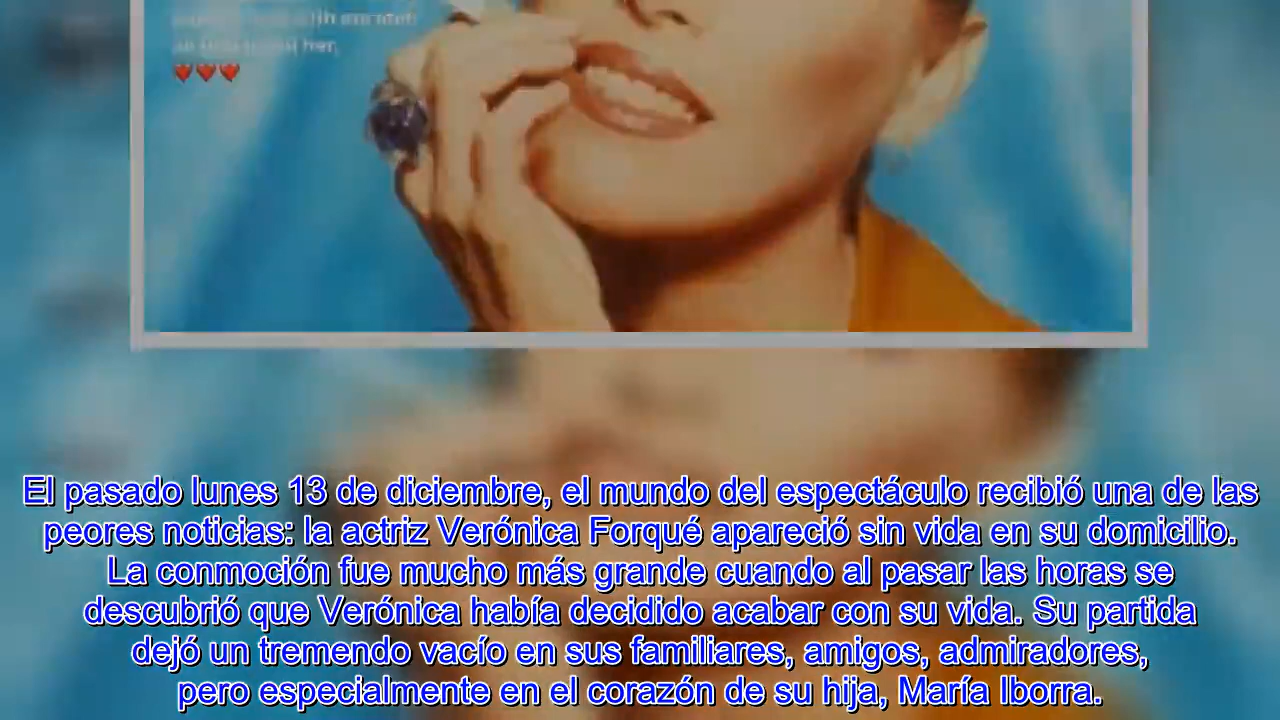 her,
El pasado lunes 13 de diciembre, el mundo del espectáculo recibió una de las
peores noticias: la actriz Verónica Forqué apareció sin vida en su domicilio.
La conmoción fue mucho más grande cuando al pasar las horas se
descubrió que Verónica había decidido acabar con su vida. Su partida
dejó un tremendo vacío en sus familiares, amigos, admiradores,
pero especialmente en el corazón de su hija, María Iborra.